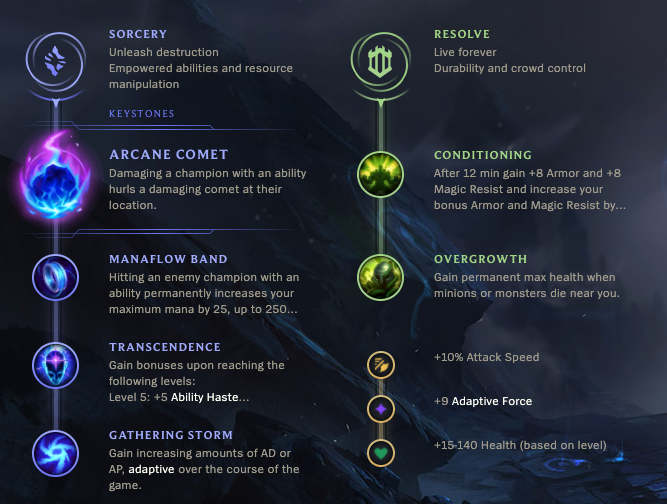 SORCERY
Unleash destruction
Empowered abilities and resource
manipulation
KEYSTONES
ARCANE COMET
Damaging a champion with an ability
hurls a damaging comet at their
location.
MANAFLOW BAND
Hitting an enemy champion with an
ability permanently increases your
maximum mana by 25, up to 250...
TRANSCENDENCE
Gain bonuses upon reaching the
following levels:
Level 5: +5 Ability Haste...
GATHERING STORM
Gain increasing amounts of AD or
AP, adaptive over the course of the
game.
RESOLVE
Live forever
Durability and crowd control
CONDITIONING
After 12 min gain +8 Armor and +8
Magic Resist and increase your
bonus Armor and Magic Resist by...
OVERGROWTH
Gain permanent max health when
minions or monsters die near you.
+10% Attack Speed
+9 Adaptive Force
+15-140 Health (based on level)